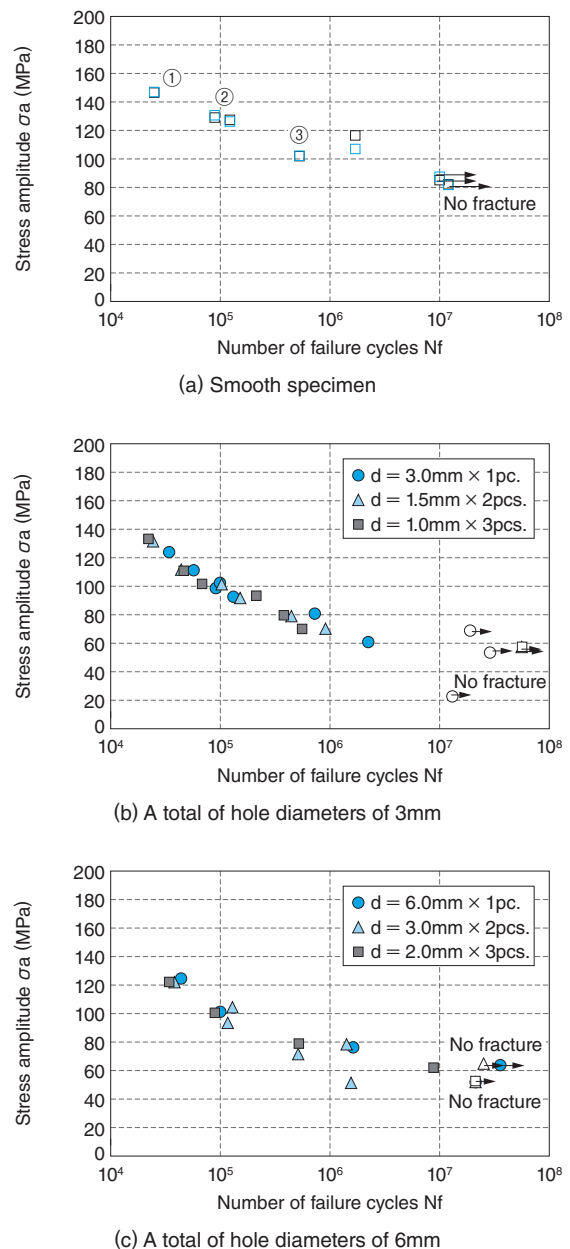 Stress amplitude σa (MPa)
200
180
160
140
120
100
80
60
40
20
0
①
②
③
No fracture
10⁴
10⁵
10⁶
10⁷
10⁸
Number of failure cycles Nf
(a) Smooth specimen
Stress amplitude σa (MPa)
200
180
160
140
120
100
80
60
40
20
0
d = 3.0mm × 1pc.
d = 1.5mm × 2pcs.
d = 1.0mm × 3pcs.
No fracture
10⁴
10⁵
10⁶
10⁷
10⁸
Number of failure cycles Nf
(b) A total of hole diameters of 3mm
Stress amplitude σa (MPa)
200
180
160
140
120
100
80
60
40
20
0
d = 6.0mm × 1pc.
d = 3.0mm × 2pcs.
d = 2.0mm × 3pcs.
No fracture
No fracture
10⁴
10⁵
10⁶
10⁷
10⁸
Number of failure cycles Nf
(c) A total of hole diameters of 6mm